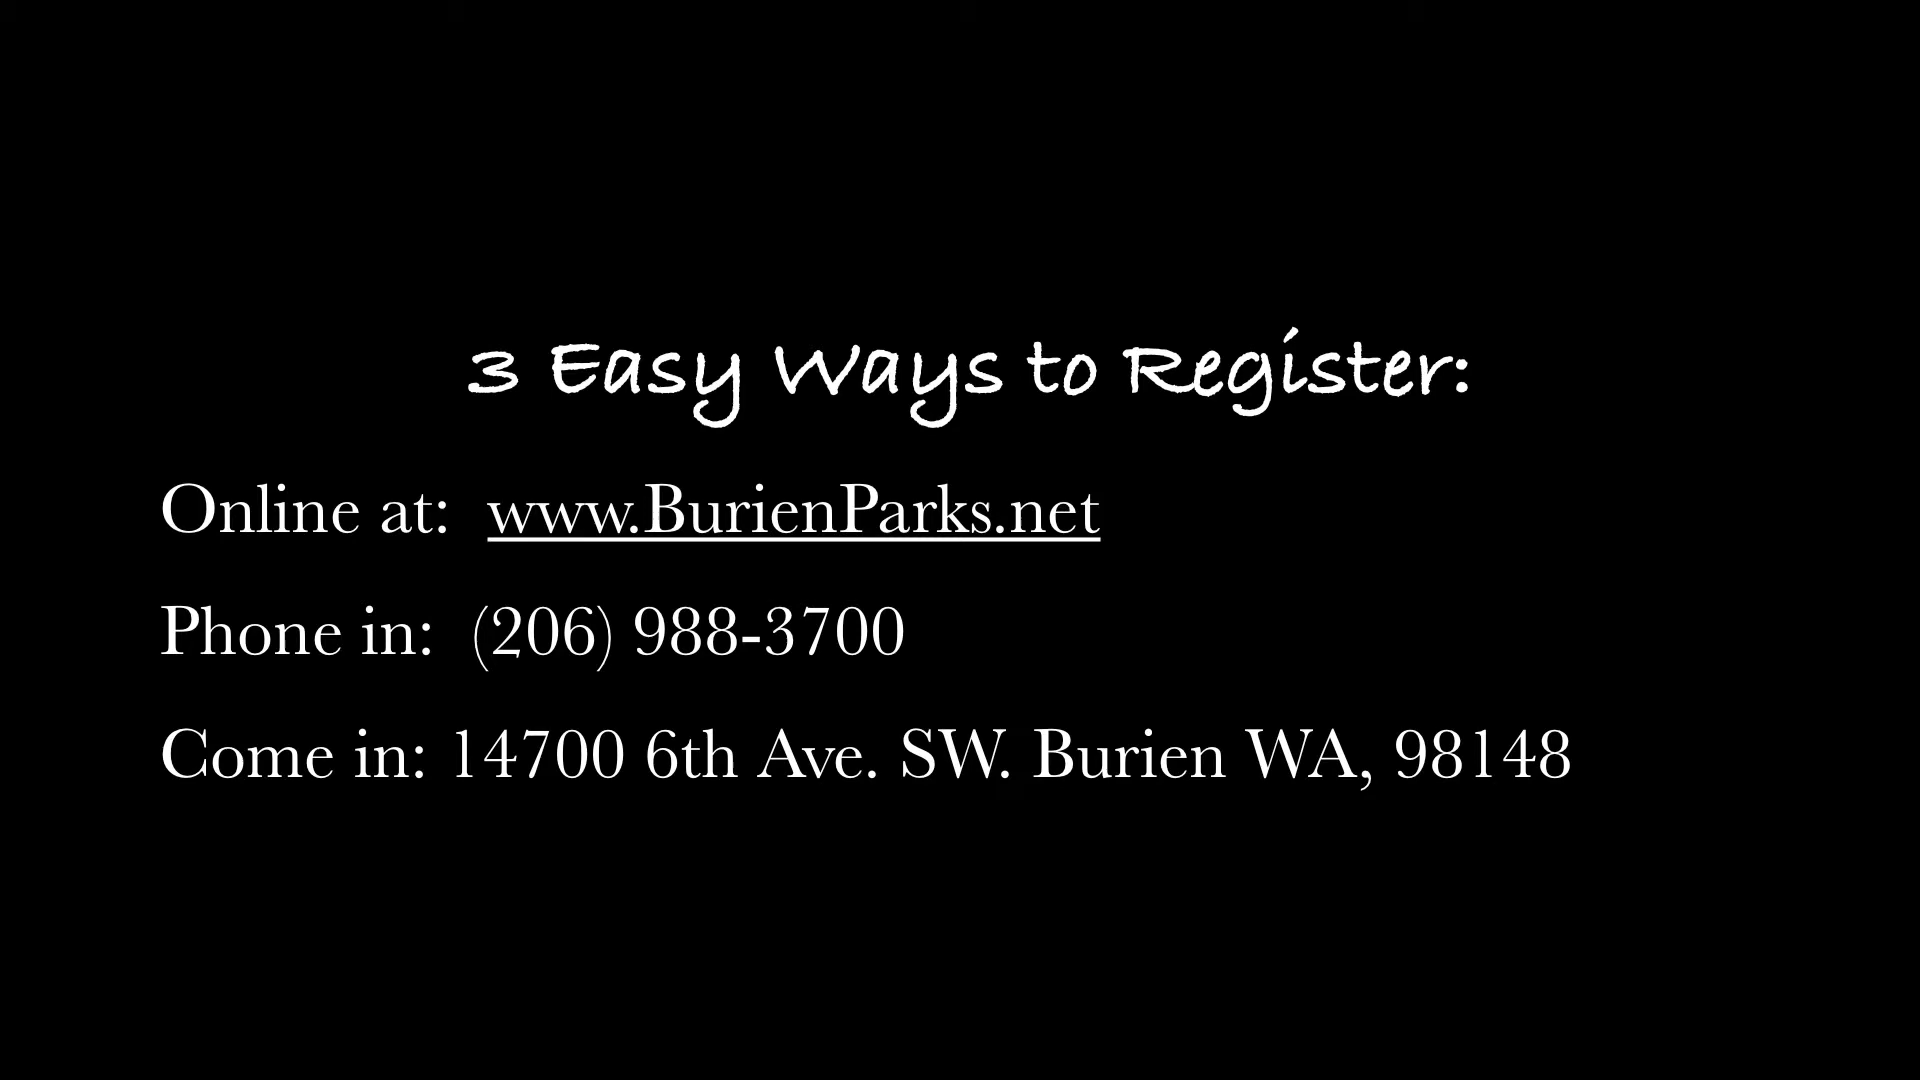 3 Easy Ways to Register:
Online at: www.BurienParks.net
Phone in: (206) 988-3700
Come in: 14700 6th Ave. SW. Burien WA, 98148